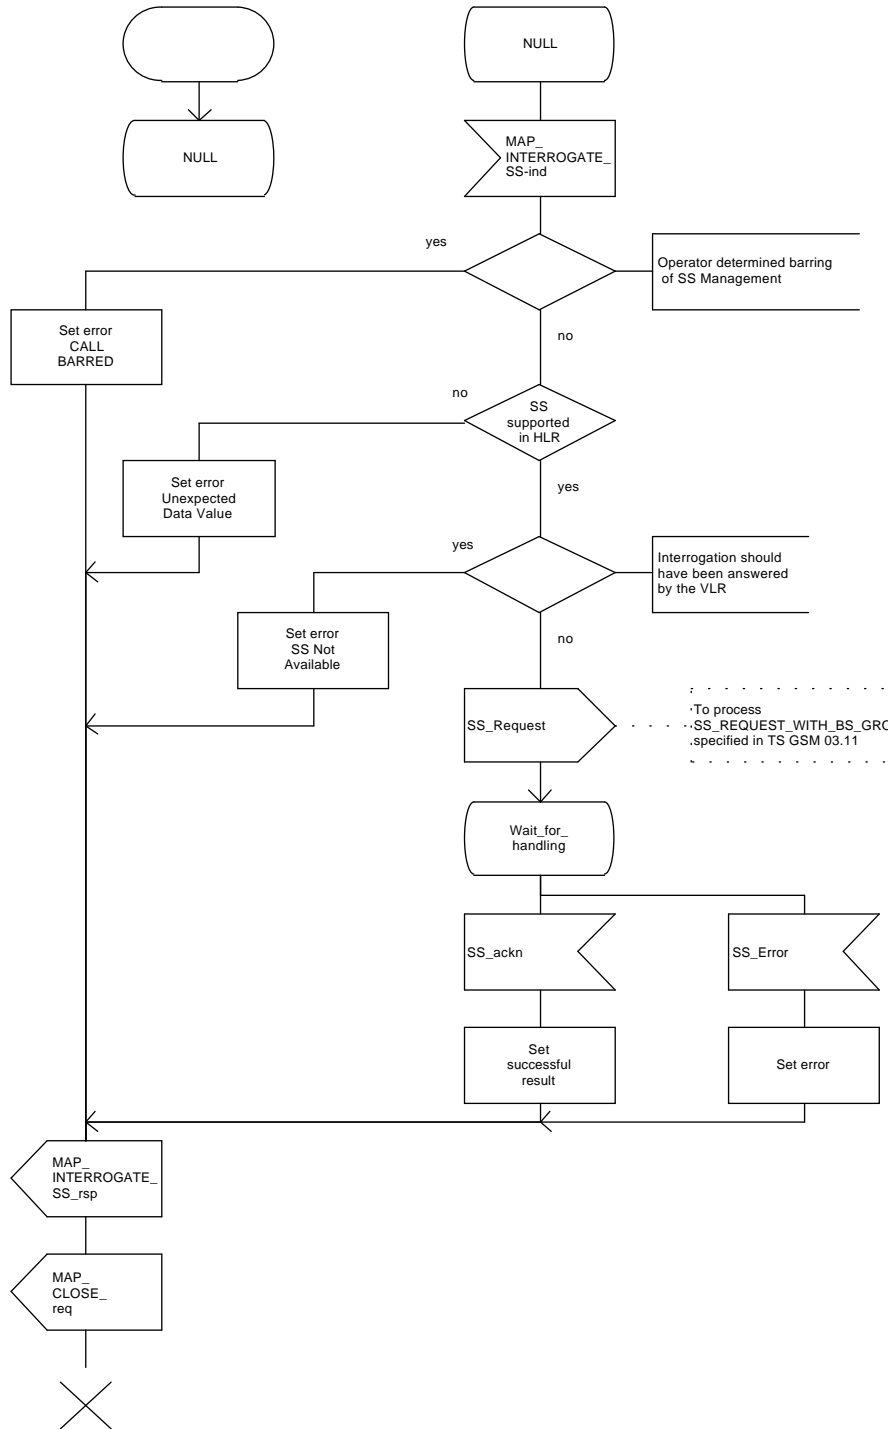 NULL
NULL
MAP_
INTERROGATE_
SS-ind
yes
Operator determined barring
of SS Management
Set error
CALL
BARRED
no
no
SS
supported
in HLR
Set error
Unexpected
Data Value
yes
yes
Interrogation should
have been answered
by the VLR
Set error
SS Not
Available
no
SS_Request
To process
SS_REQUEST_WITH_BS_GRO
specified in TS GSM 03.11
Wait_for_
handling
SS_ackn
SS_Error
Set
successful
result
Set error
MAP_
INTERROGATE_
SS_rsp
MAP_
CLOSE_
req